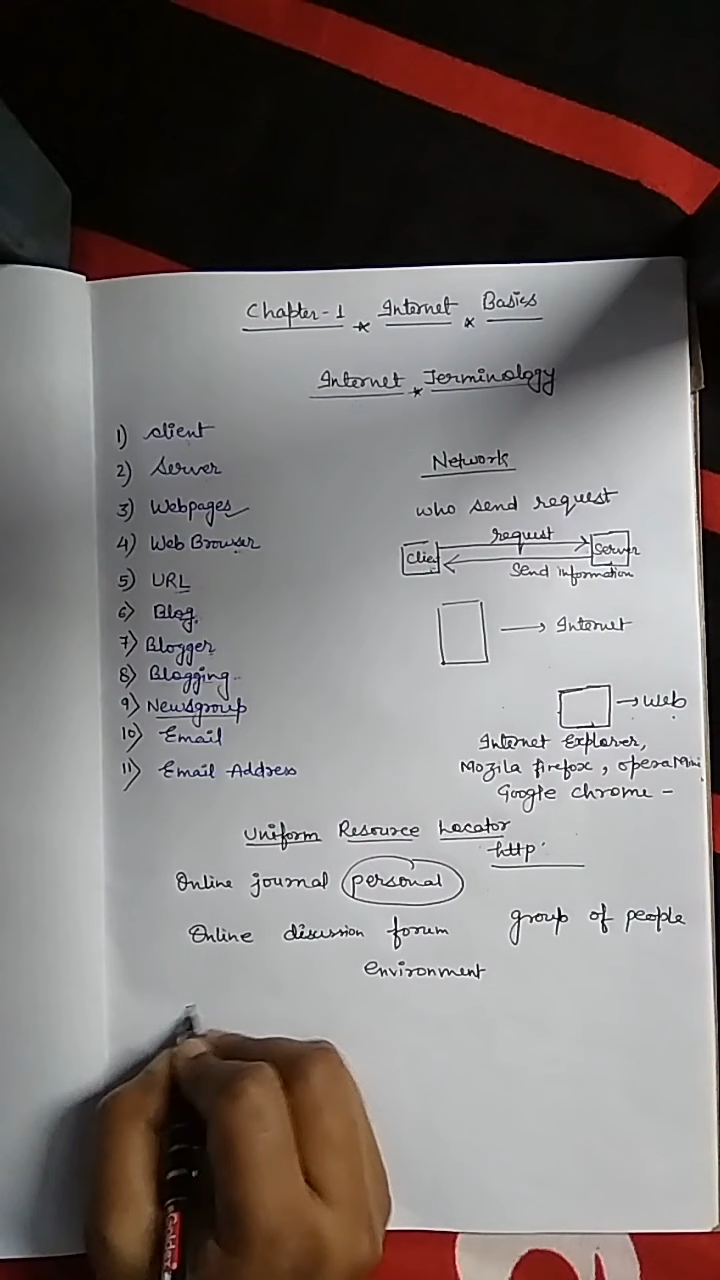 Chapter-1 * Internet * Basics
Internet * Terminology
1) Client
2) Server
Network
3) Webpages
who send request
4) Web Browser
request
Client
Server
Send information
5) URL
6) Blog
→ Internet
7) Blogger
8) Blogging
9) Newsgroup
→ Web
10) Email
Internet Explorer,
11) Email Address
Mozila firefox, opera Mini
Google chrome -
Uniform Resource Locator
http:
Online journal personal
Online discussion forum
group of people
environment